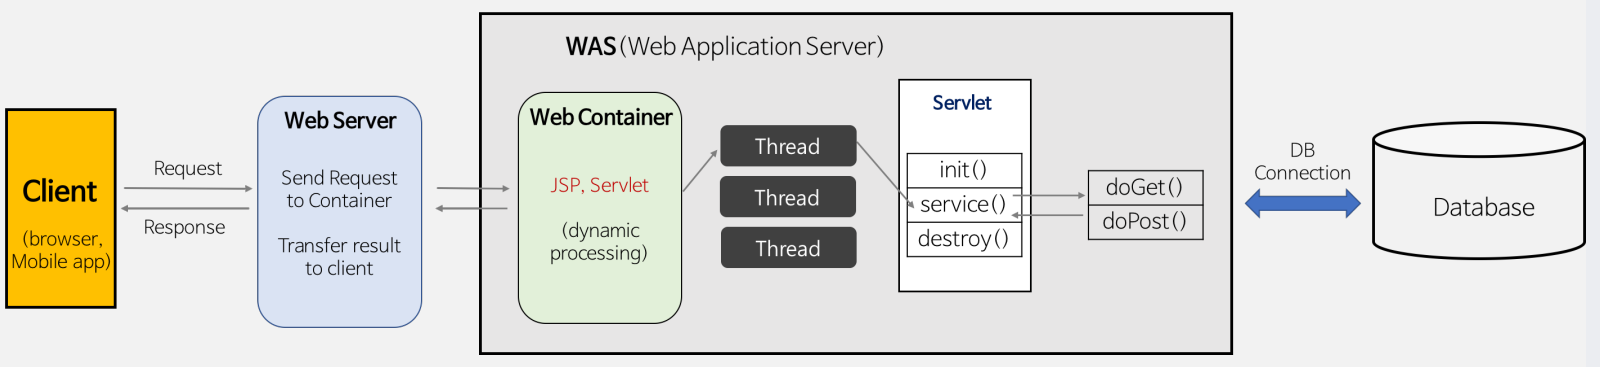 WAS(Web Application Server)
Client
(browser,
Mobile app)
Request
Response
Web Server
Send Request
to Container
Transfer result
to client
Web Container
JSP, Servlet
(dynamic
processing)
Thread
Thread
Thread
Servlet
init()
service()
destroy()
doGet()
doPost()
DB
Connection
Database